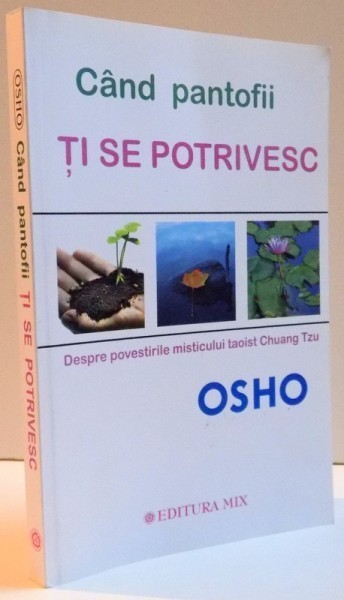 Când pantofii
ȚI SE POTRIVESC
Despre povestirile misticului taoist Chuang Tzu
OSHO
EDITURA MIX
OSHO Când pantofii ȚI SE POTRIVESC